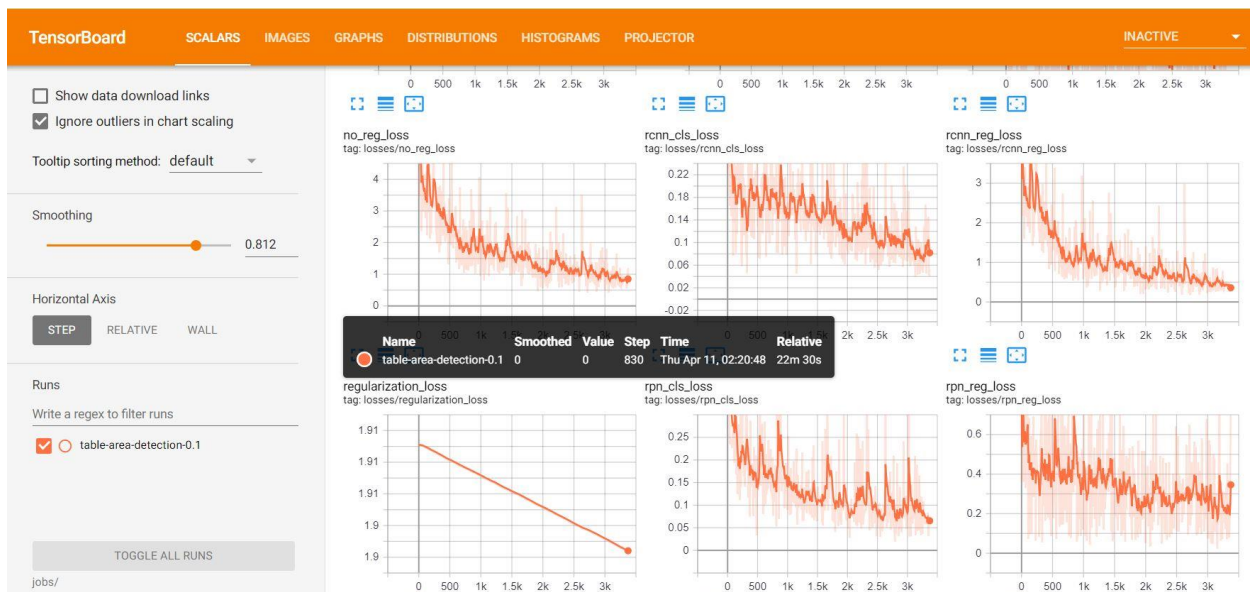 TensorBoard SCALARS IMAGES GRAPHS DISTRIBUTIONS HISTOGRAMS PROJECTOR INACTIVE
Show data download links
Ignore outliers in chart scaling
Tooltip sorting method: default
Smoothing
0.812
Horizontal Axis
STEP RELATIVE WALL
Runs
Write a regex to filter runs
table-area-detection-0.1
TOGGLE ALL RUNS
jobs/
0 500 1k 1.5k 2k 2.5k 3k
0 500 1k 1.5k 2k 2.5k 3k
0 500 1k 1.5k 2k 2.5k 3k
no_reg_loss
tag: losses/no_reg_loss
4
3
2
1
0
0 500 1k 1.5k 2k 2.5k 3k
rcnn_cls_loss
tag: losses/rcnn_cls_loss
0.22
0.18
0.14
0.1
0.06
0.02
-0.02
0 500 1k 1.5k 2k 2.5k 3k
rcnn_reg_loss
tag: losses/rcnn_reg_loss
3
2
1
0
0 500 1k 1.5k 2k 2.5k 3k
Name Smoothed Value Step Time Relative
table-area-detection-0.1 0 0 830 Thu Apr 11, 02:20:48 22m 30s
regularization_loss
tag: losses/regularization_loss
1.91
1.91
1.91
1.9
1.9
0 500 1k 1.5k 2k 2.5k 3k
rpn_cls_loss
tag: losses/rpn_cls_loss
0.25
0.2
0.15
0.1
0.05
0
0 500 1k 1.5k 2k 2.5k 3k
rpn_reg_loss
tag: losses/rpn_reg_loss
0.6
0.4
0.2
0
0 500 1k 1.5k 2k 2.5k 3k